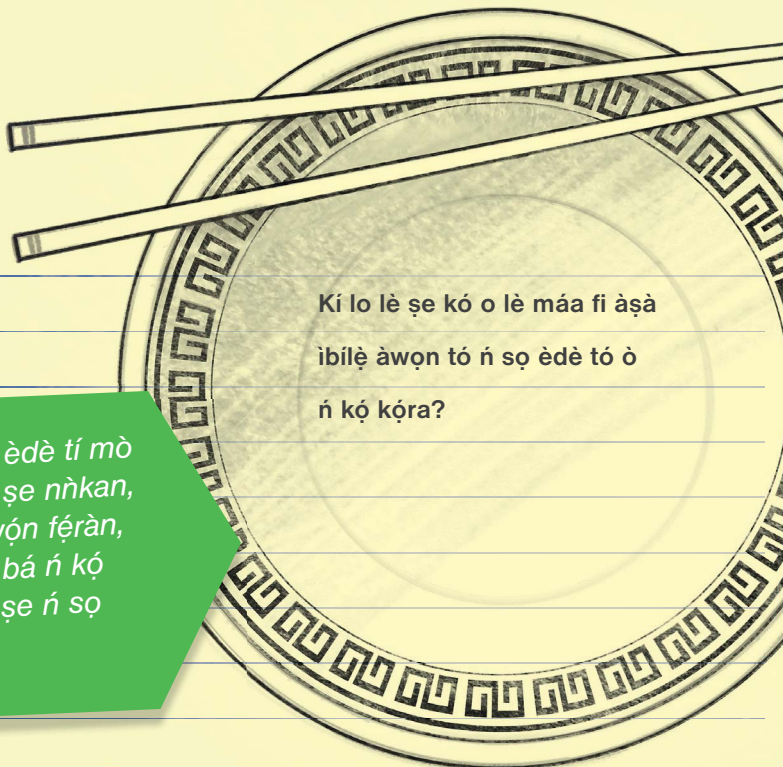 Kí lo lè ṣe kó o lè máa fi àṣà
ìbílẹ̀ àwọn tó ń sọ èdè tó ò
ń kọ́ kọ́ra?
èdè tí mò
ṣe nǹkan,
wọ́n fẹ́ràn,
bá ń kọ́
ṣe ń sọ